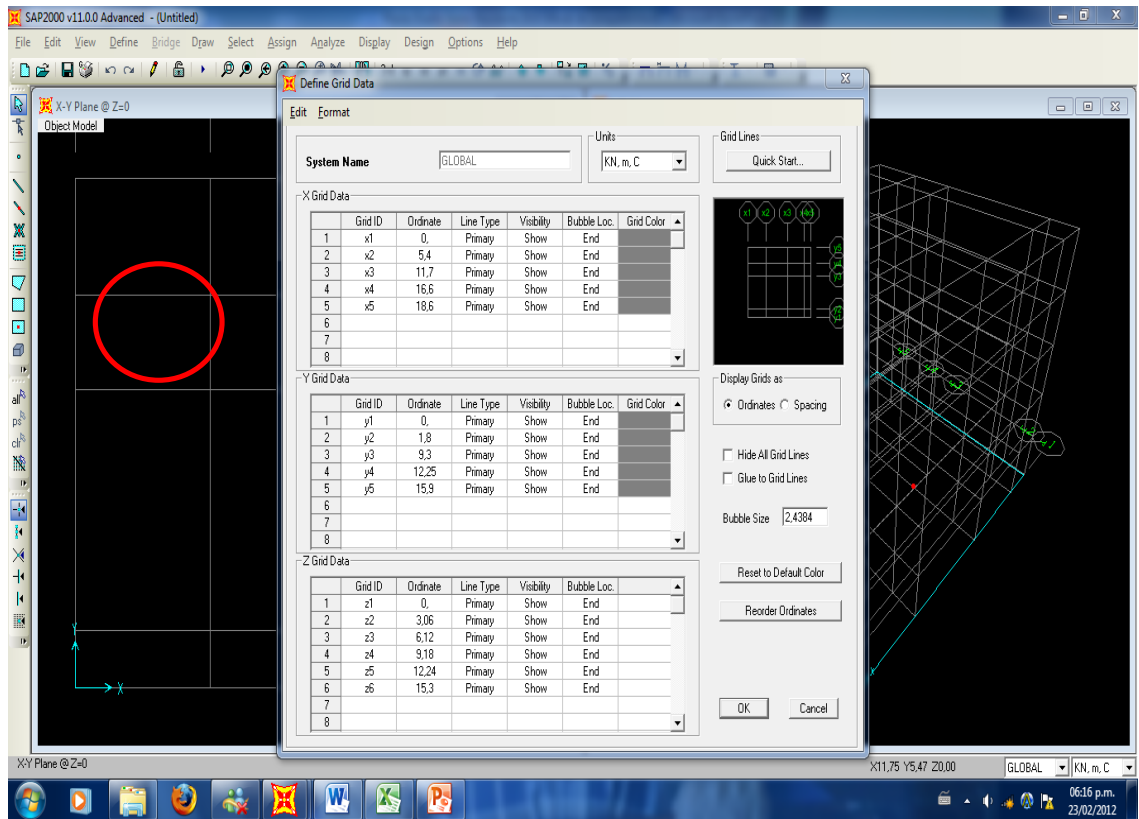 SAP2000 v11.0.0 Advanced - (Untitled)
File Edit View Define Bridge Draw Select Assign Analyze Display Design Options Help
X-Y Plane @ Z=0
Object Model
Define Grid Data
Edit Format
System Name GLOBAL
Units
KN, m, C
Grid Lines
Quick Start...
X Grid Data
Grid ID Ordinate Line Type Visibility Bubble Loc. Grid Color
1 x1 0, Primary Show End
2 x2 5,4 Primary Show End
3 x3 11,7 Primary Show End
4 x4 16,6 Primary Show End
5 x5 18,6 Primary Show End
6
7
8
Y Grid Data
Grid ID Ordinate Line Type Visibility Bubble Loc. Grid Color
1 y1 0, Primary Show End
2 y2 1,8 Primary Show End
3 y3 9,3 Primary Show End
4 y4 12,25 Primary Show End
5 y5 15,9 Primary Show End
6
7
8
Z Grid Data
Grid ID Ordinate Line Type Visibility Bubble Loc.
1 z1 0, Primary Show End
2 z2 3,06 Primary Show End
3 z3 6,12 Primary Show End
4 z4 9,18 Primary Show End
5 z5 12,24 Primary Show End
6 z6 15,3 Primary Show End
7
8
x1 x2 x3
Display Grids as
Ordinates Spacing
Hide All Grid Lines
Glue to Grid Lines
Bubble Size 2,4384
Reset to Default Color
Reorder Ordinates
OK Cancel
all
ps
clr
Y
X
X-Y Plane @ Z=0
X11,75 Y5,47 Z0,00
GLOBAL
KN, m, C
06:16 p.m.
23/02/2012